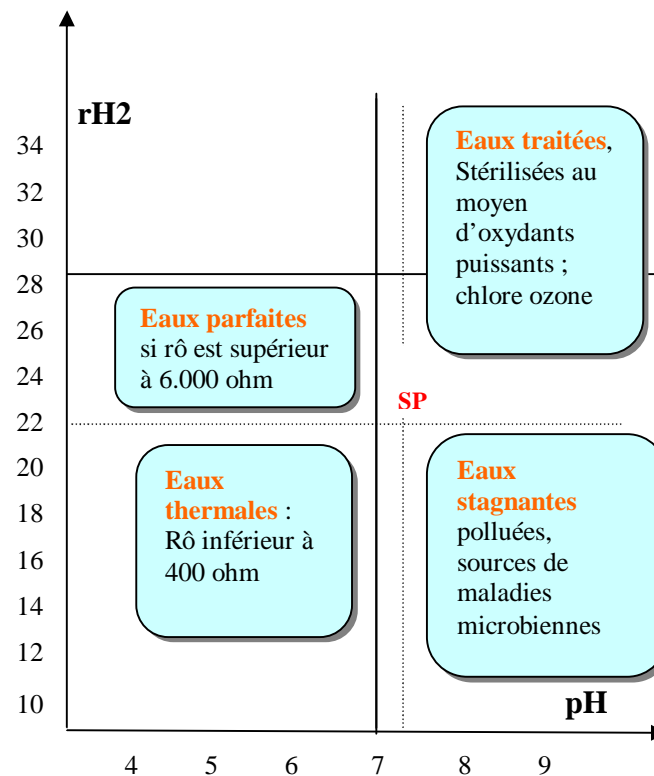 rH2
34
32
30
28
26
24
22
20
18
16
14
12
10
Eaux traitées,
Stérilisées au
moyen
d'oxydants
puissants ;
chlore ozone
Eaux parfaites
si rô est supérieur
à 6.000 ohm
SP
Eaux
thermales :
Rô inférieur à
400 ohm
Eaux
stagnantes
polluées,
sources de
maladies
microbiennes
pH
4 5 6 7 8 9